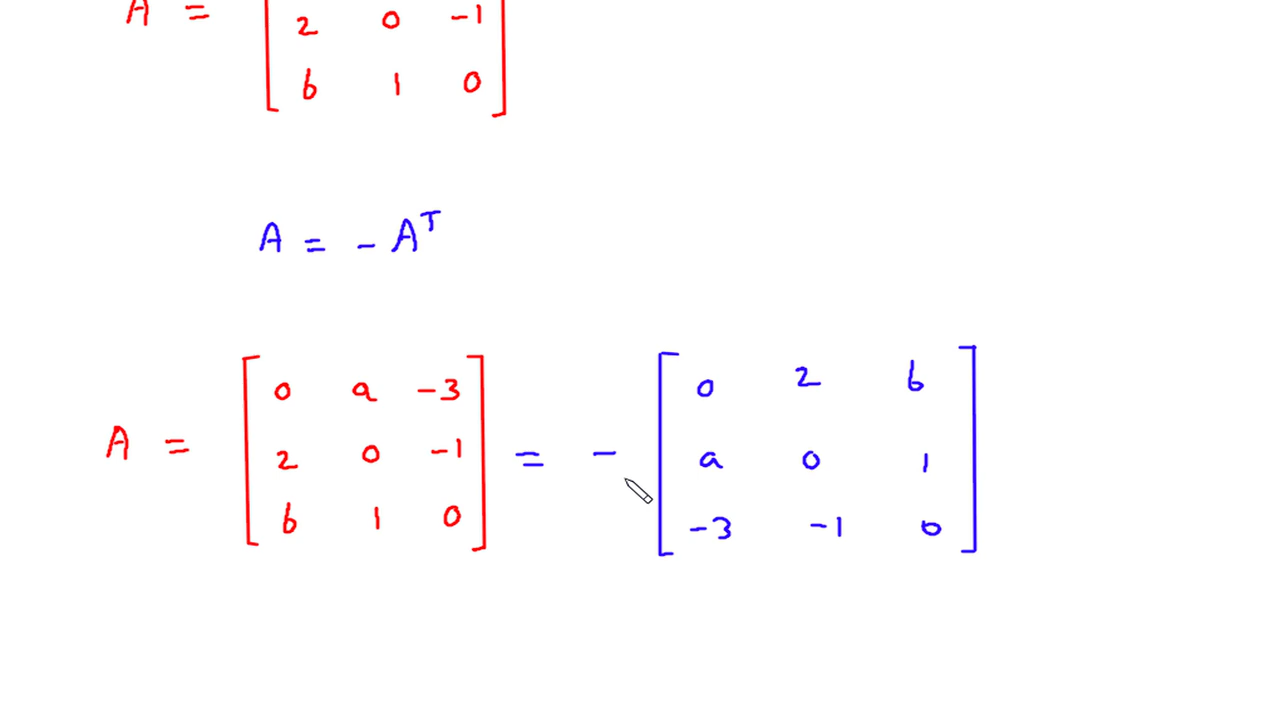 A = [ 2 0 -1
b 1 0 ]
A = -Aᵀ
[ 0 a -3 ] [ 0 2 b ]
A = [ 2 0 -1 ] = - [ a 0 1 ]
[ b 1 0 ] [ -3 -1 0 ]